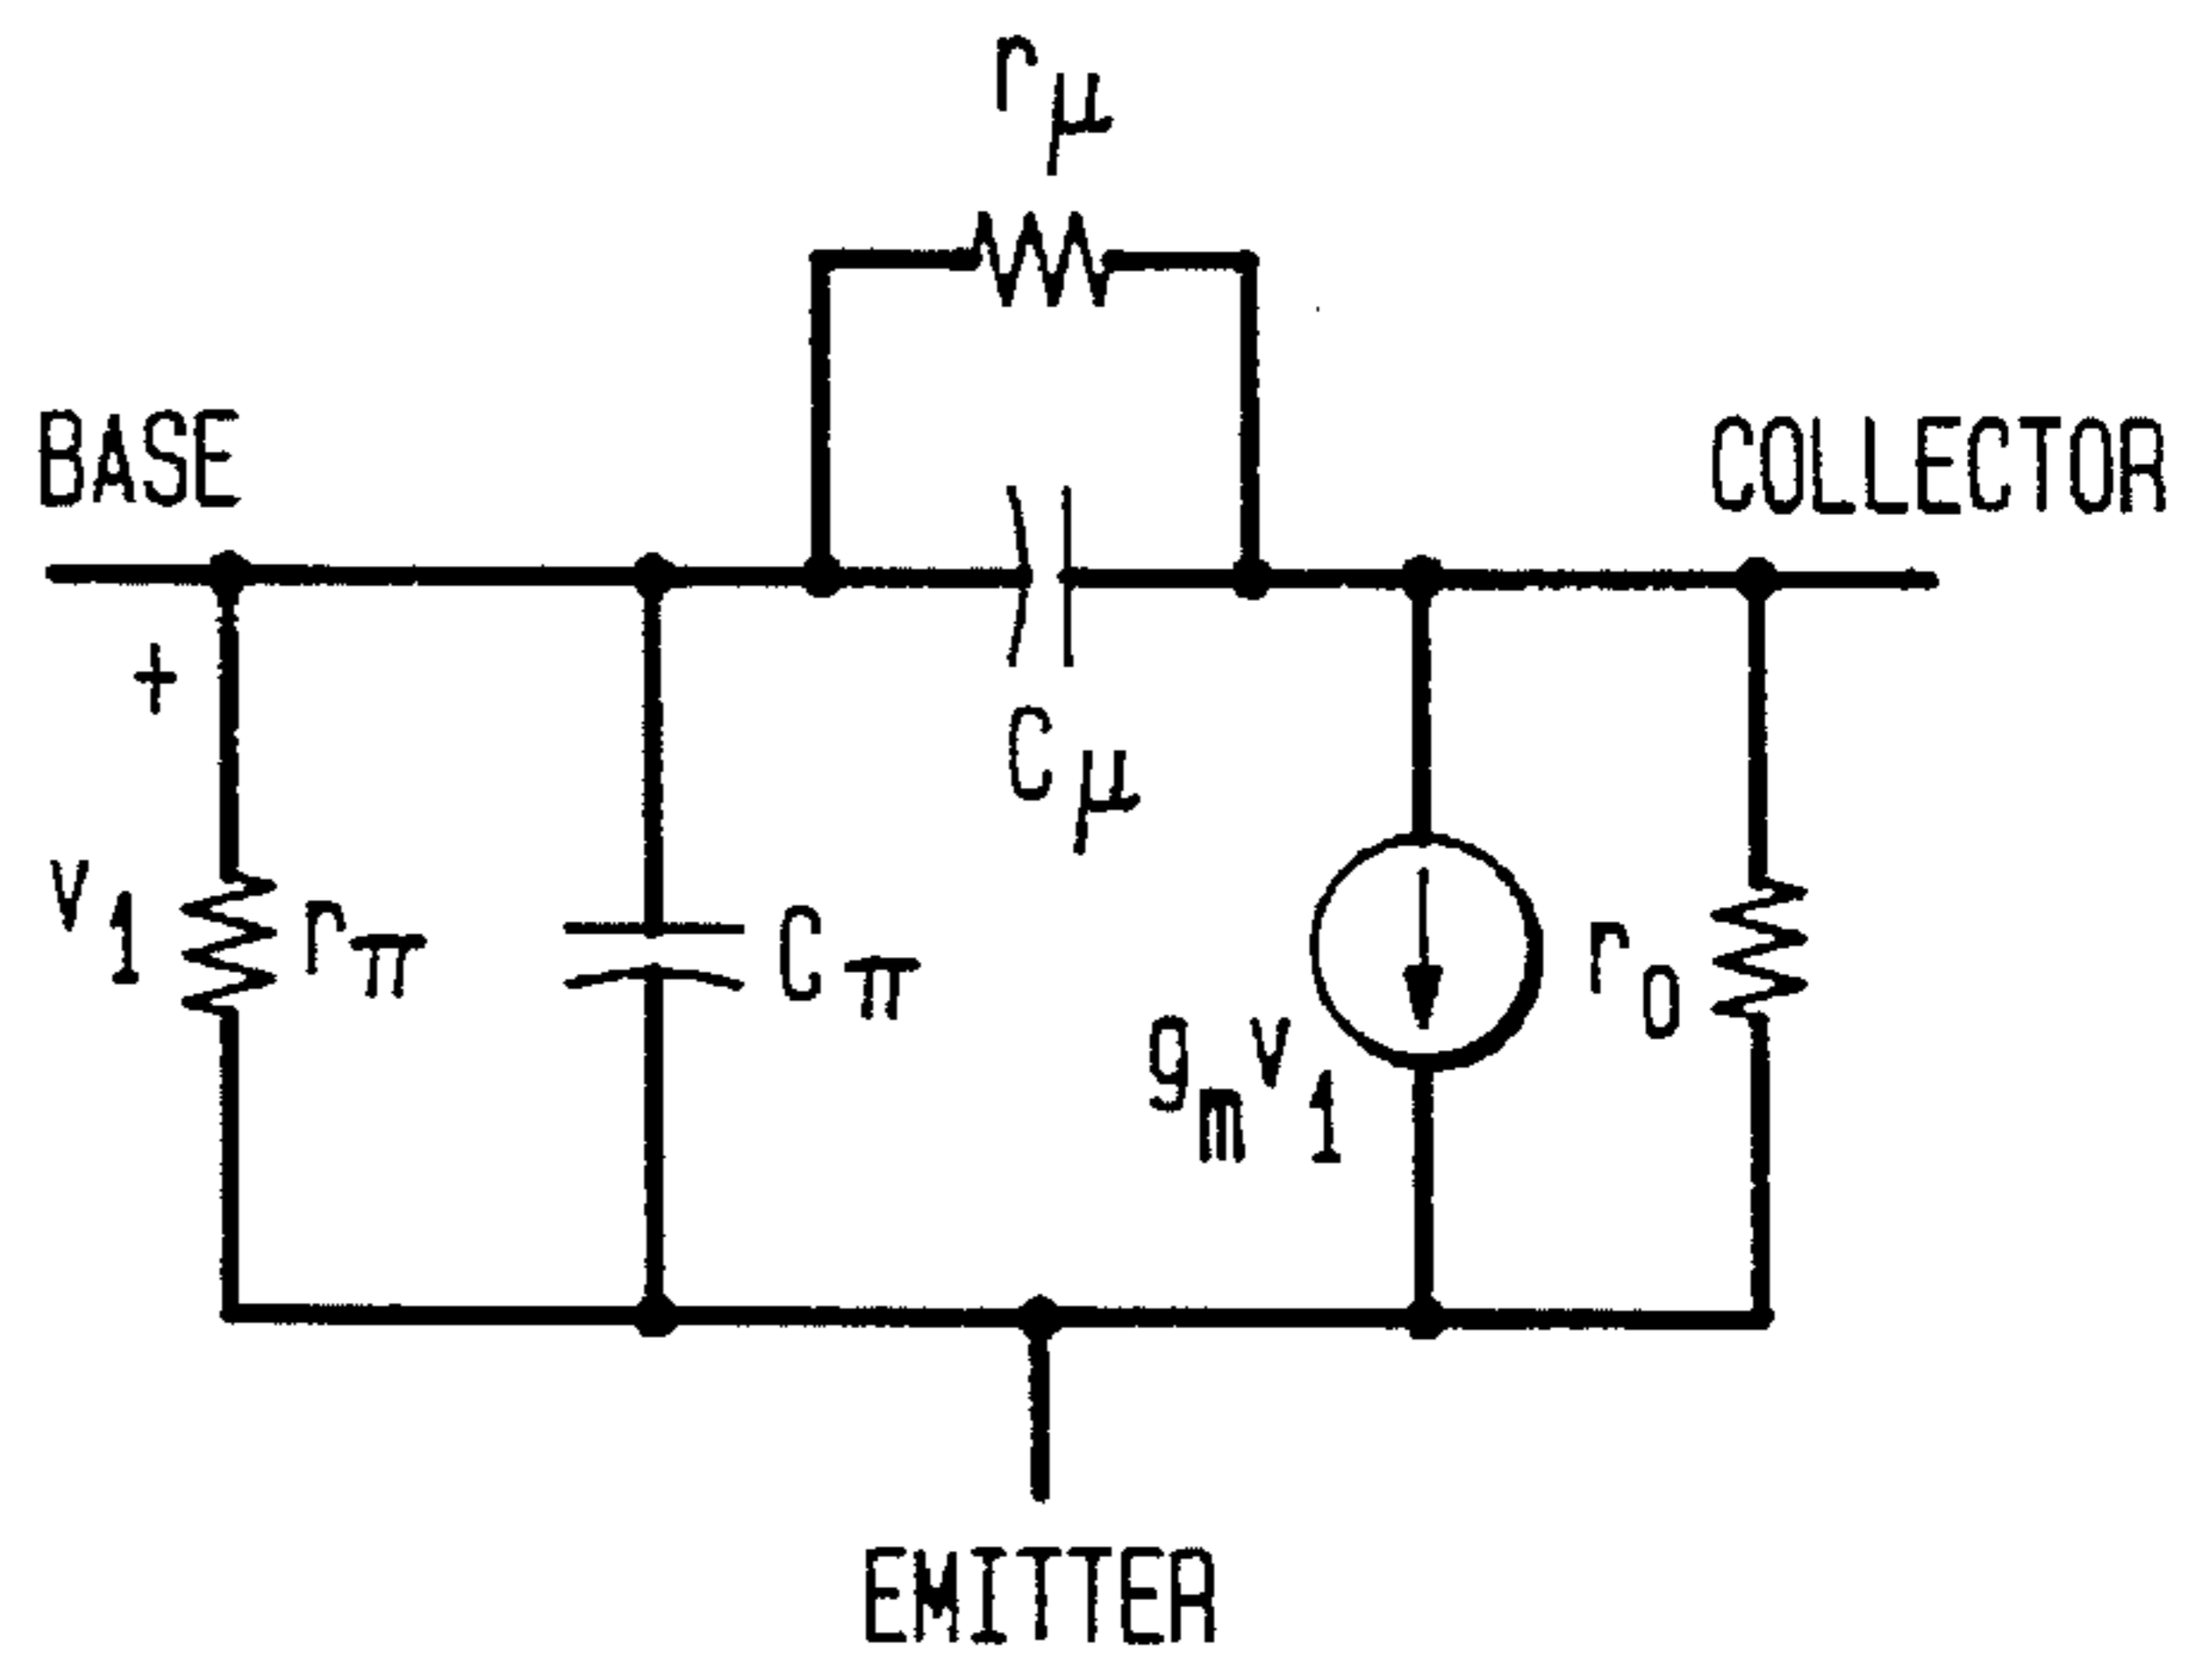 rμ
BASE
COLLECTOR
+
Cμ
v1
rπ
Cπ
ro
gmv1
EMITTER